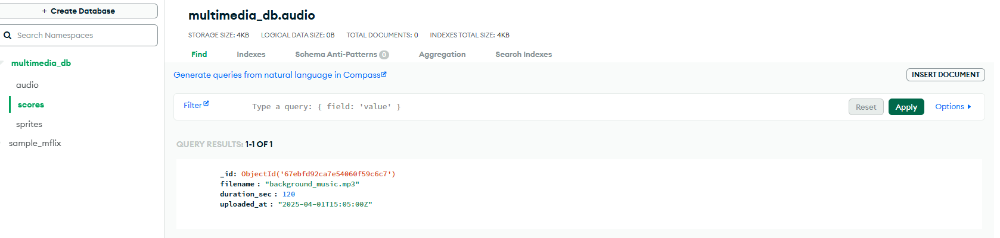 + Create Database
Search Namespaces
multimedia_db
audio
scores
sprites
sample_mflix
multimedia_db.audio
STORAGE SIZE: 4KB LOGICAL DATA SIZE: 0B TOTAL DOCUMENTS: 0 INDEXES TOTAL SIZE: 4KB
Find Indexes Schema Anti-Patterns 0 Aggregation Search Indexes
Generate queries from natural language in Compass
INSERT DOCUMENT
Filter Type a query: { field: 'value' } Reset Apply Options
QUERY RESULTS: 1-1 OF 1
_id: ObjectId('67ebfd92ca7e54060f59c6c7')
filename : "background_music.mp3"
duration_sec : 120
uploaded_at : "2025-04-01T15:05:00Z"